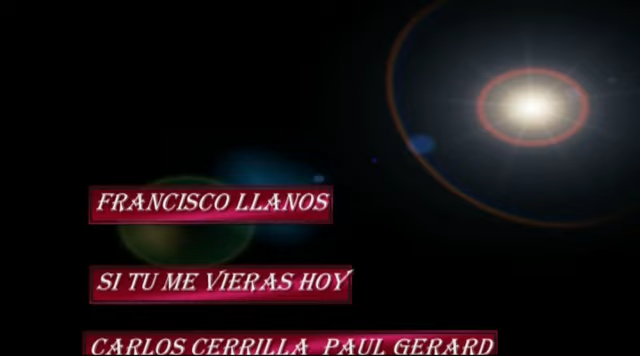 FRANCISCO LLANOS
SI TU ME VIERAS HOY
CARLOS CERRILLA PAUL GERARD